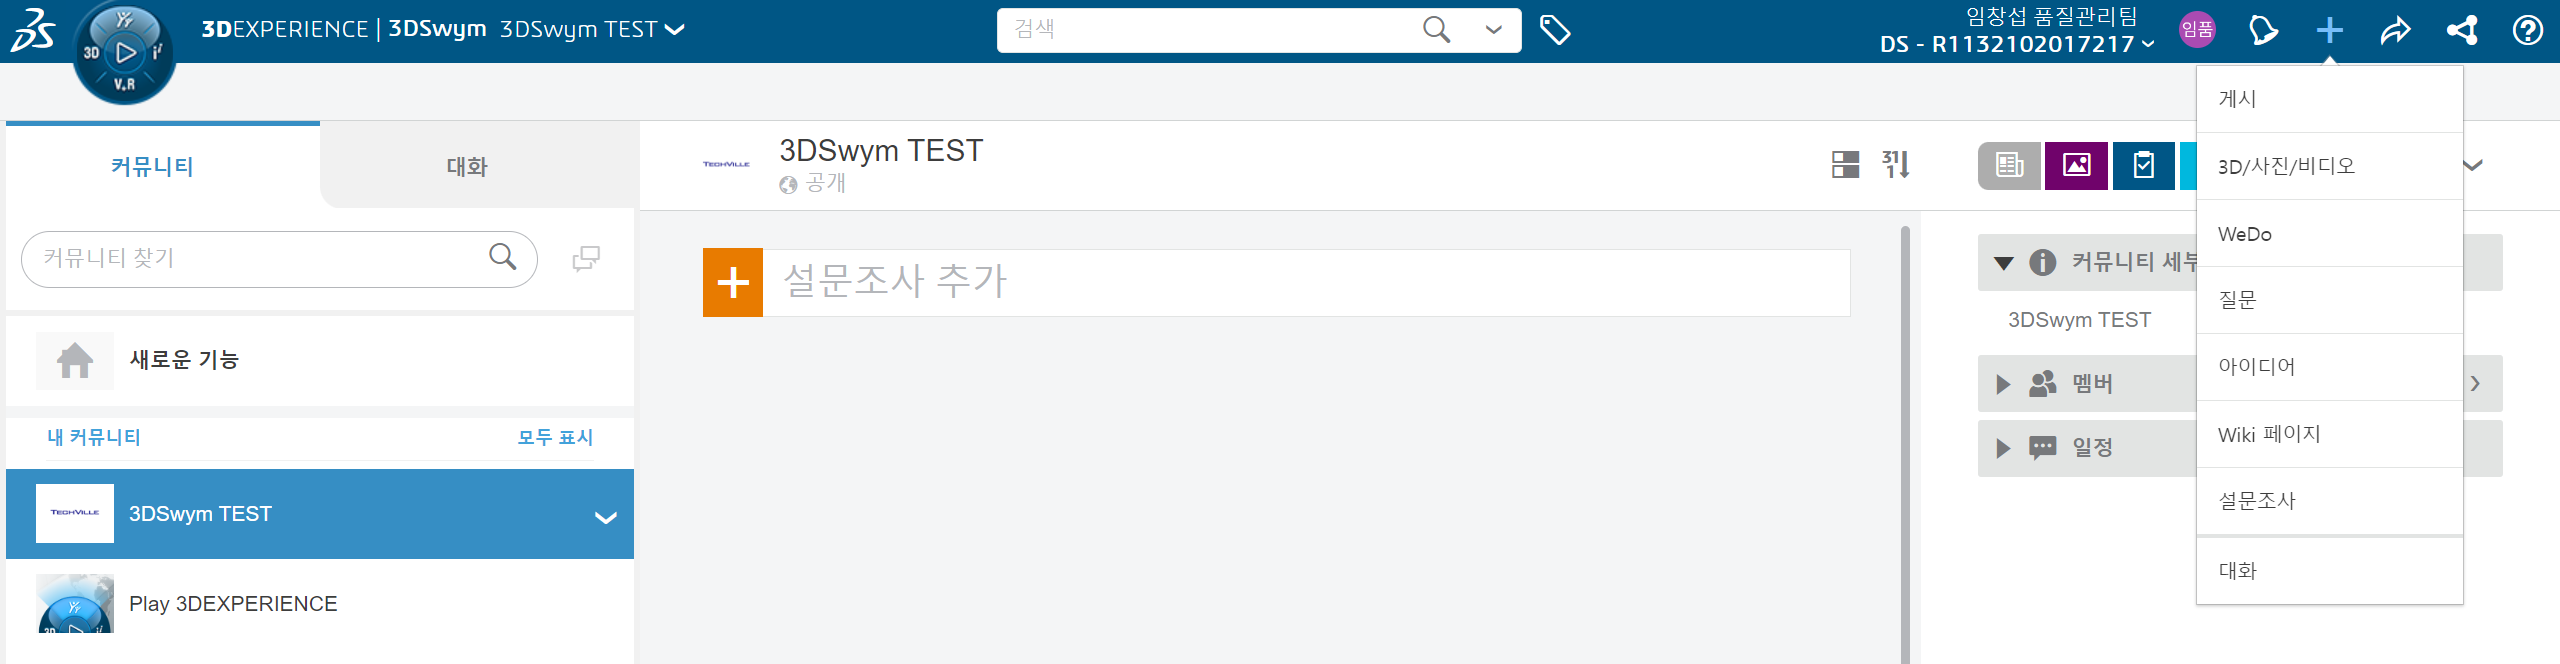 3DEXPERIENCE | 3DSwym 3DSwym TEST
3D
V.R
검색
임창섭 품질관리팀
DS - R1132102017217
임품
게시
3D/사진/비디오
WeDo
질문
아이디어
Wiki 페이지
설문조사
대화
커뮤니티
대화
커뮤니티 찾기
새로운 기능
내 커뮤니티
모두 표시
TECHVILLE
3DSwym TEST
Play 3DEXPERIENCE
TECHVILLE
3DSwym TEST
공개
31
1
설문조사 추가
커뮤니티 세부
3DSwym TEST
멤버
일정